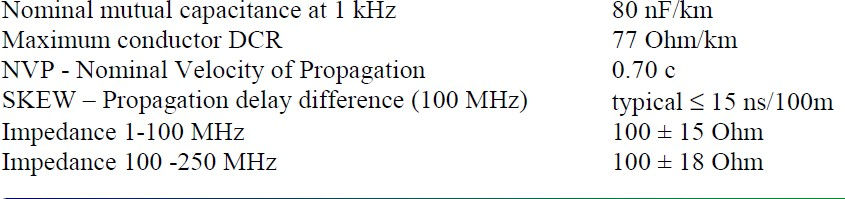 Nominal mutual capacitance at 1 kHz 80 nF/km
Maximum conductor DCR 77 Ohm/km
NVP - Nominal Velocity of Propagation 0.70 c
SKEW – Propagation delay difference (100 MHz) typical ≤ 15 ns/100m
Impedance 1-100 MHz 100 ± 15 Ohm
Impedance 100 -250 MHz 100 ± 18 Ohm